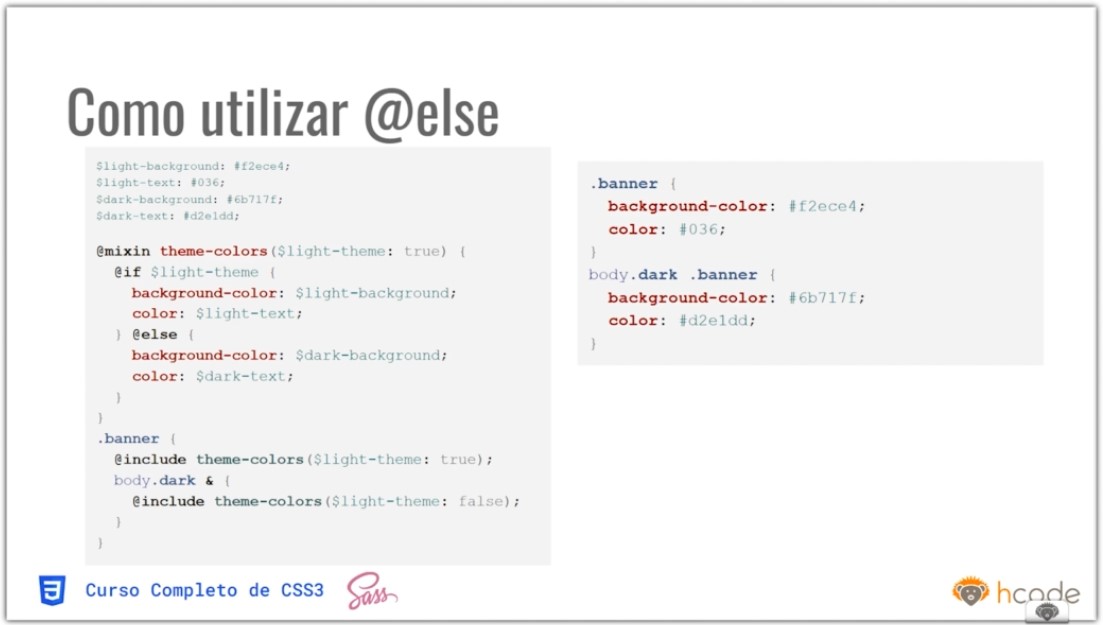 Como utilizar @else
$light-background: #f2ece4;
$light-text: #036;
$dark-background: #6b717f;
$dark-text: #d2e1dd;
@mixin theme-colors($light-theme: true) {
@if $light-theme {
background-color: $light-background;
color: $light-text;
} @else {
background-color: $dark-background;
color: $dark-text;
}
}
.banner {
@include theme-colors($light-theme: true);
body.dark & {
@include theme-colors($light-theme: false);
}
}
.banner {
background-color: #f2ece4;
color: #036;
}
body.dark .banner {
background-color: #6b717f;
color: #d2e1dd;
}
Curso Completo de CSS3
Sass
hcode